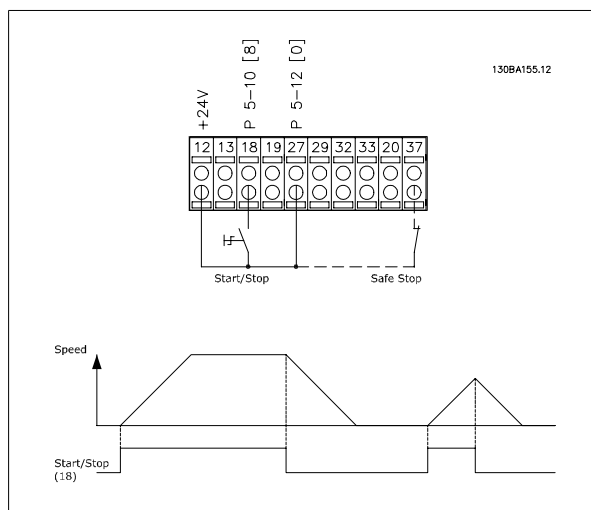 130BA155.12
+24V
P 5-10 [8]
P 5-12 [0]
12 13 18 19 27 29 32 33 20 37
Start/Stop
Safe Stop
Speed
Start/Stop
(18)